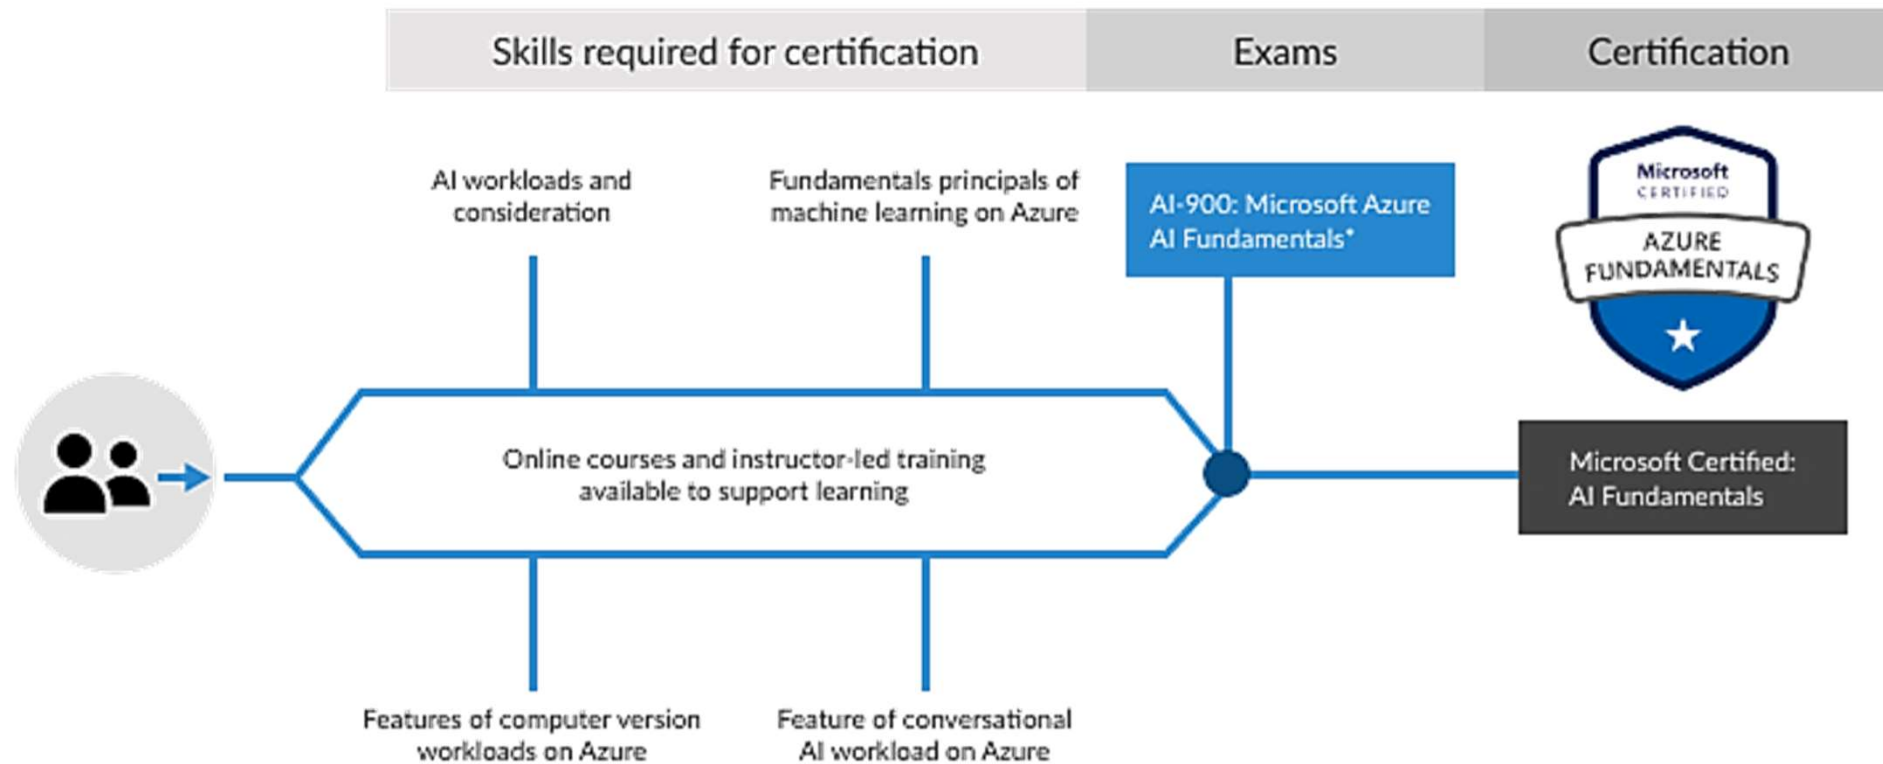 Skills required for certification
Exams
Certification
AI workloads and
consideration
Fundamentals principals of
machine learning on Azure
AI-900: Microsoft Azure
AI Fundamentals*
Microsoft
CERTIFIED
AZURE
FUNDAMENTALS
Online courses and instructor-led training
available to support learning
Microsoft Certified:
AI Fundamentals
Features of computer version
workloads on Azure
Feature of conversational
AI workload on Azure